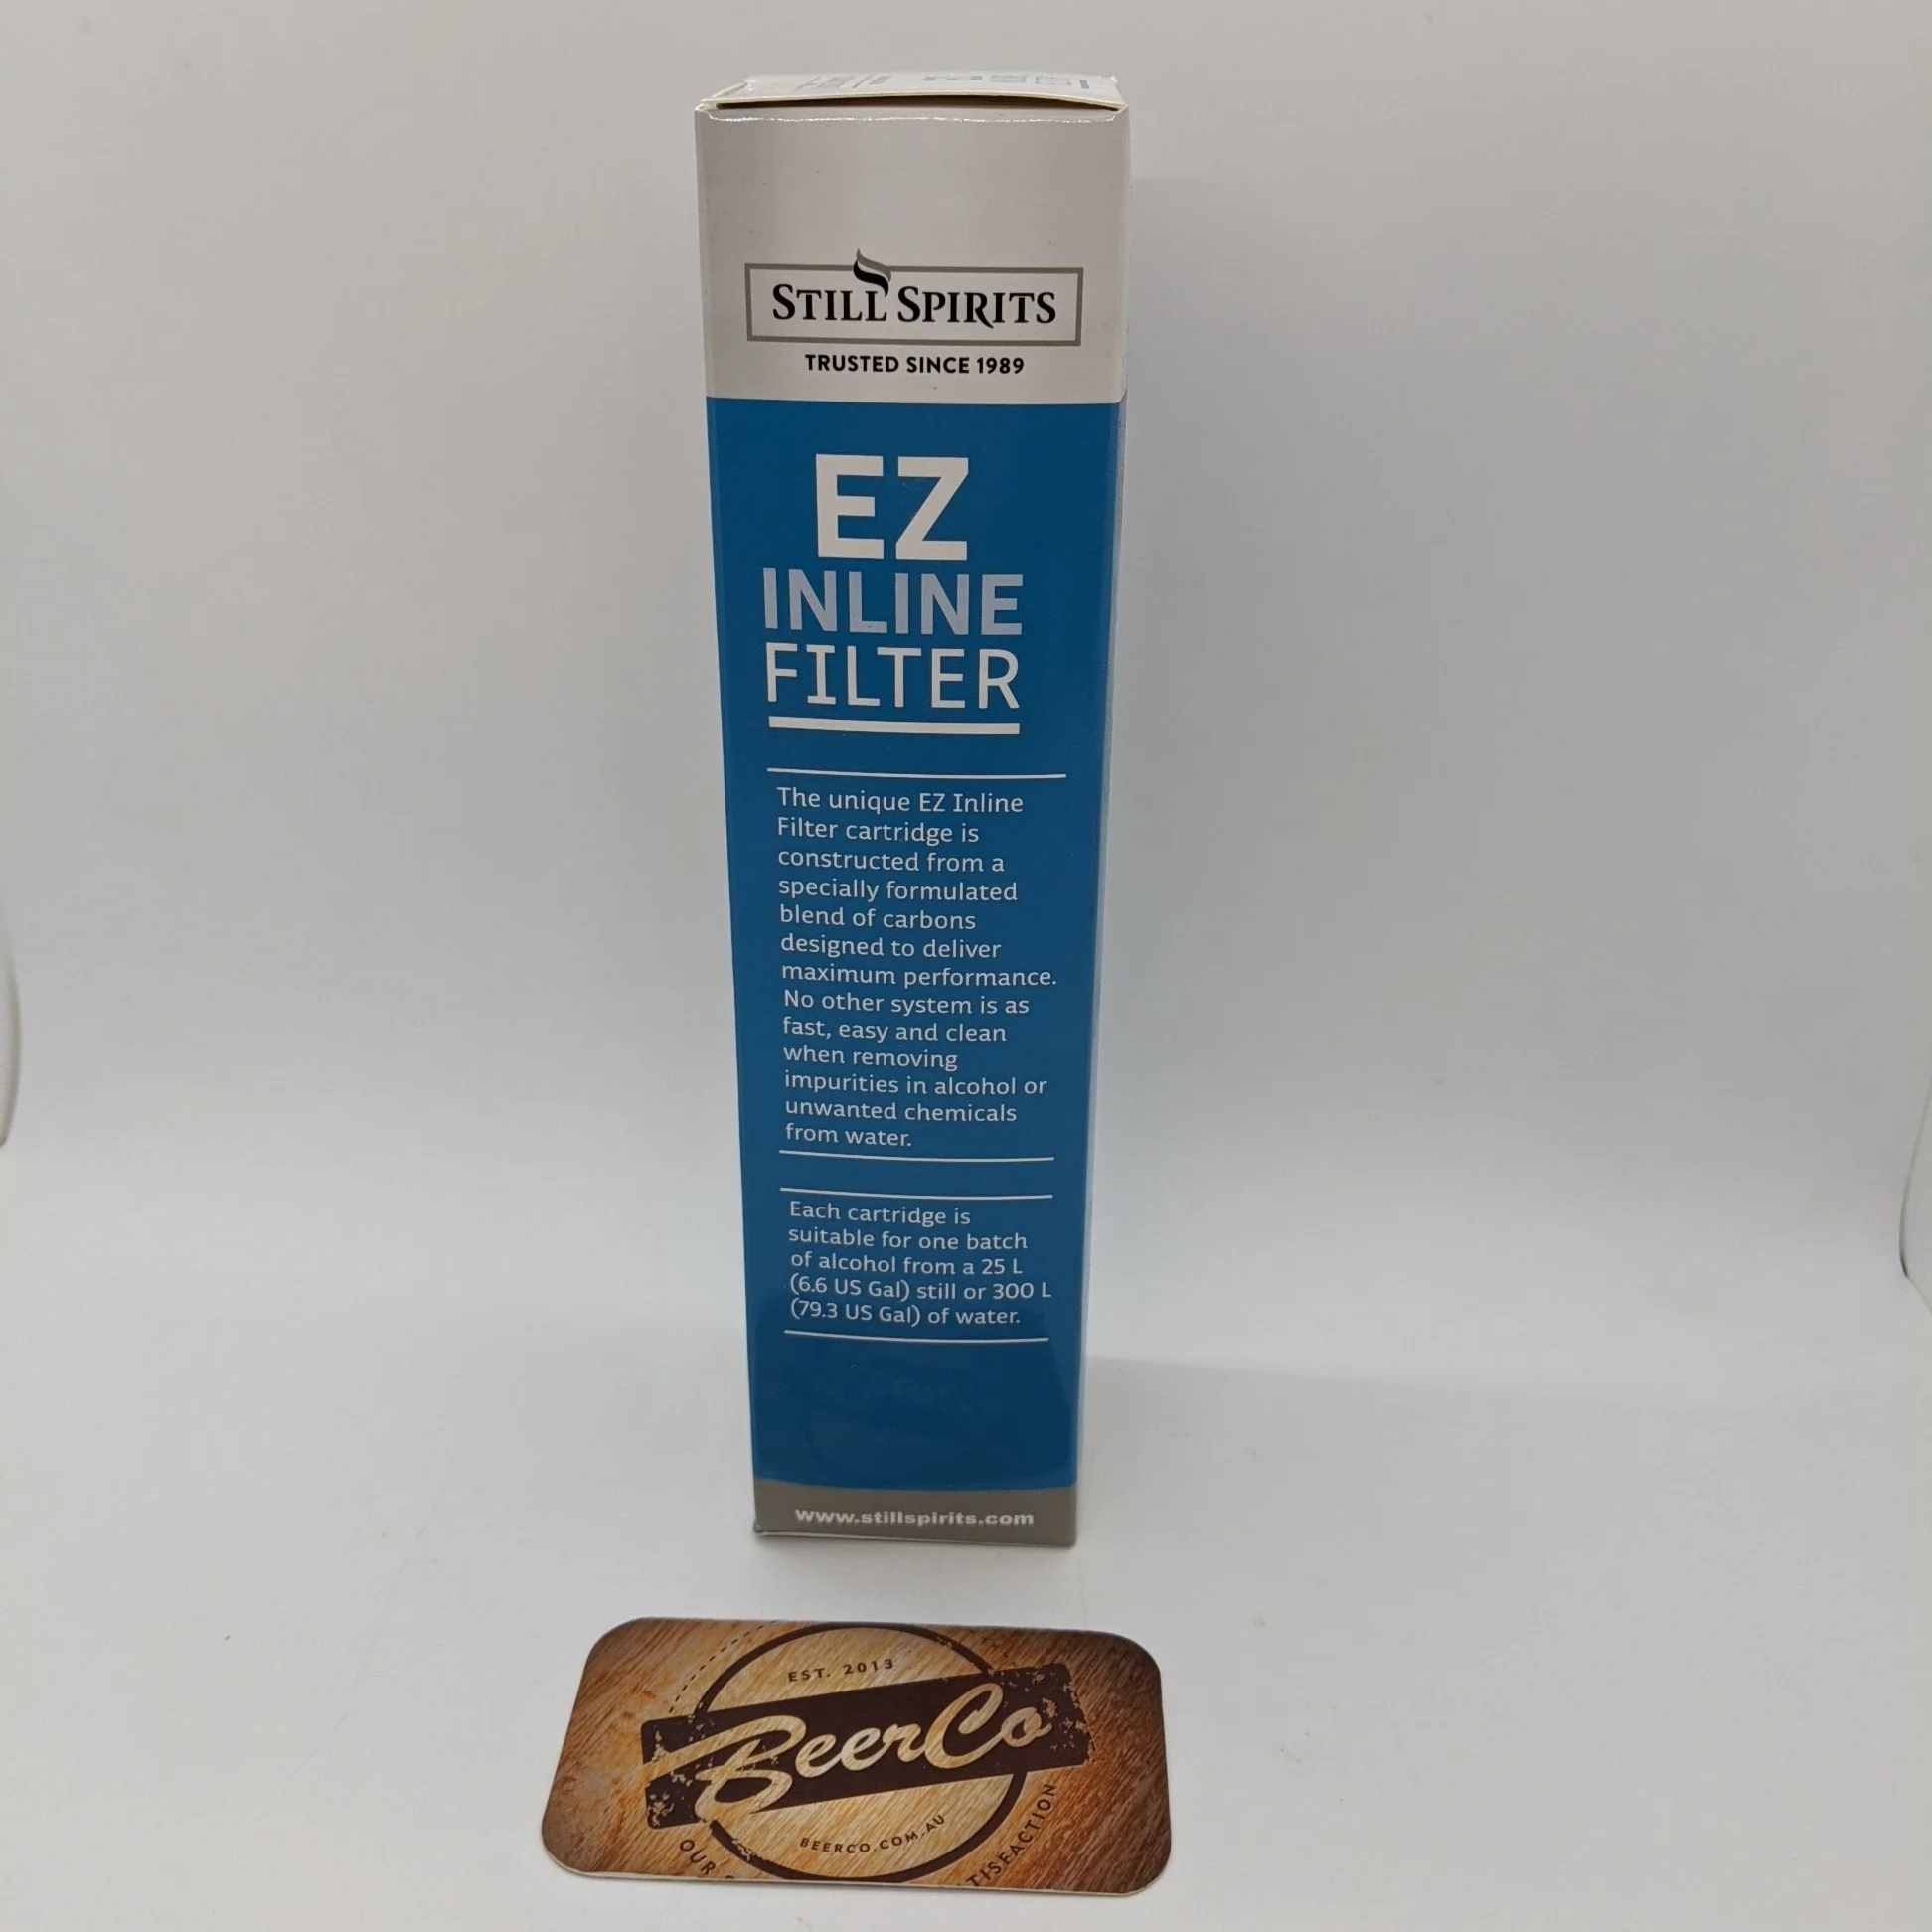 STILL SPIRITS
TRUSTED SINCE 1989
EZ
INLINE
FILTER
The unique EZ Inline
Filter cartridge is
constructed from a
specially formulated
blend of carbons
designed to deliver
maximum performance.
No other system is as
fast, easy and clean
when removing
impurities in alcohol or
unwanted chemicals
from water.
Each cartridge is
suitable for one batch
of alcohol from a 25 L
(6.6 US Gal) still or 300 L
(79.3 US Gal) of water.
www.stillspirits.com
EST. 2013
BeerCo
BEERCO.COM.AU
OUR